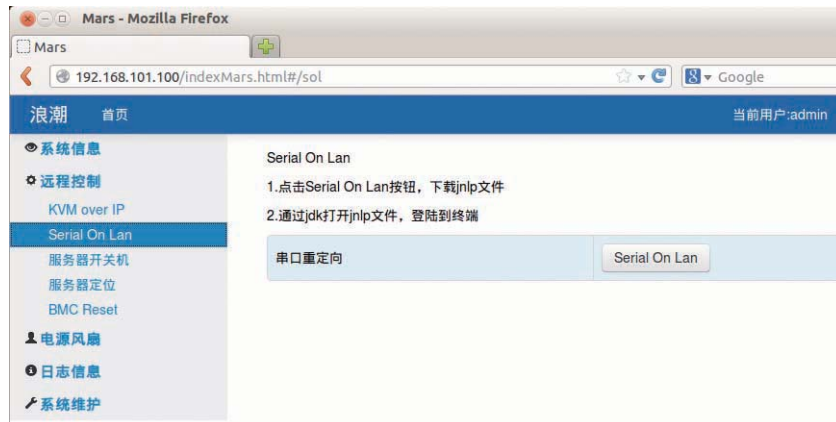 Mars - Mozilla Firefox
Mars
192.168.101.100/indexMars.html#/sol
Google
浪潮 首页 当前用户:admin
系统信息
远程控制
KVM over IP
Serial On Lan
服务器开关机
服务器定位
BMC Reset
电源风扇
日志信息
系统维护
Serial On Lan
1.点击Serial On Lan按钮，下载jnlp文件
2.通过jdk打开jnlp文件，登陆到终端
串口重定向 Serial On Lan